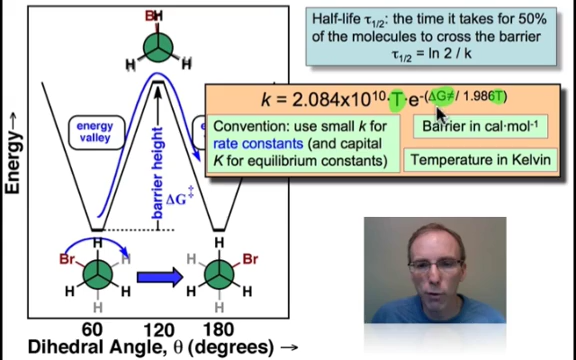 Half-life τ1/2: the time it takes for 50%
of the molecules to cross the barrier
τ1/2 = ln 2 / k
k = 2.084x10^10·T·e^-(ΔG≠/ 1.986T)
Convention: use small k for
rate constants (and capital
K for equilibrium constants)
Barrier in cal·mol-1
Temperature in Kelvin
Energy→
BrH
H
H
energy
valley
e
barrier height
ΔG‡
H
Br
H
H
H
H
H
H
Br
H
H
H
60
120
180
Dihedral Angle, θ (degrees) →